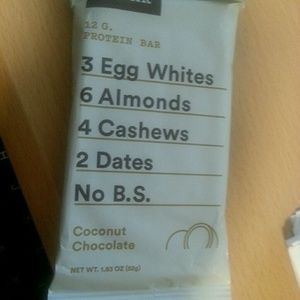 12 G.
PROTEIN BAR
3 Egg Whites
6 Almonds
4 Cashews
2 Dates
No B.S.
Coconut
Chocolate
NET WT. 1.83 OZ (52g)